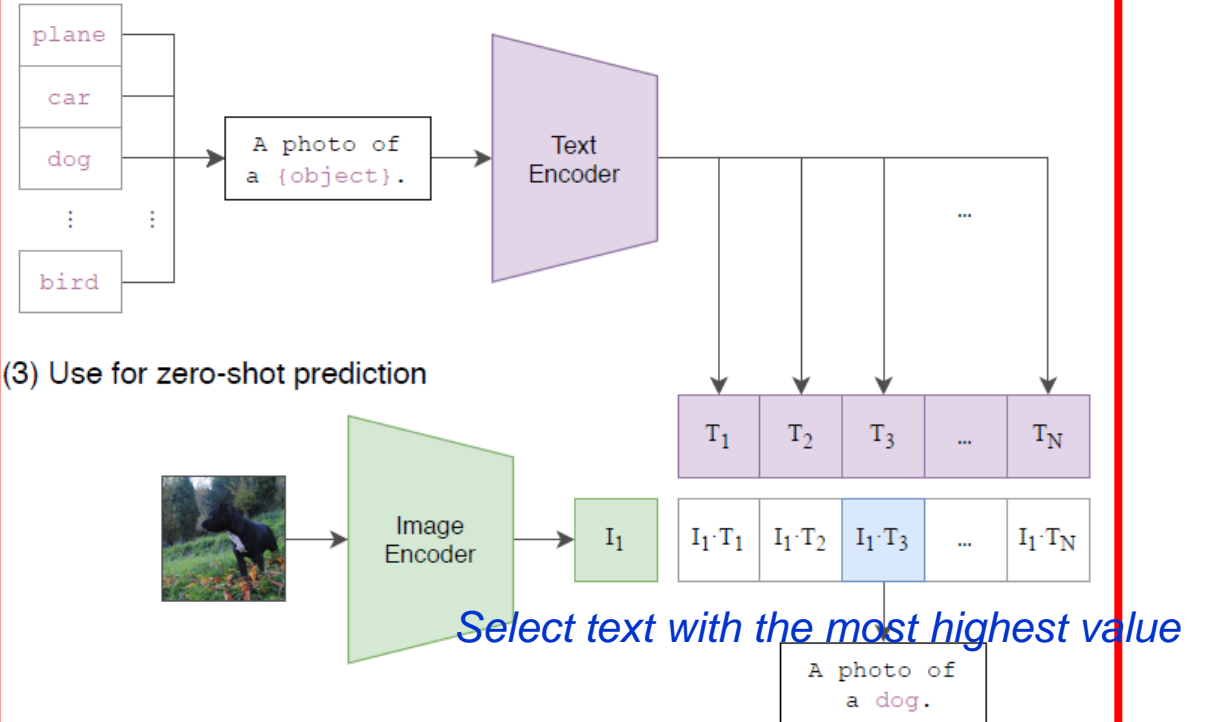 plane
car
dog
⋮ ⋮
bird
A photo of
a {object}.
Text
Encoder
...
(3) Use for zero-shot prediction
T₁ T₂ T₃ ... T_N
Image
Encoder
I₁
I₁·T₁ I₁·T₂ I₁·T₃ ... I₁·T_N
Select text with the most highest value
A photo of
a dog.